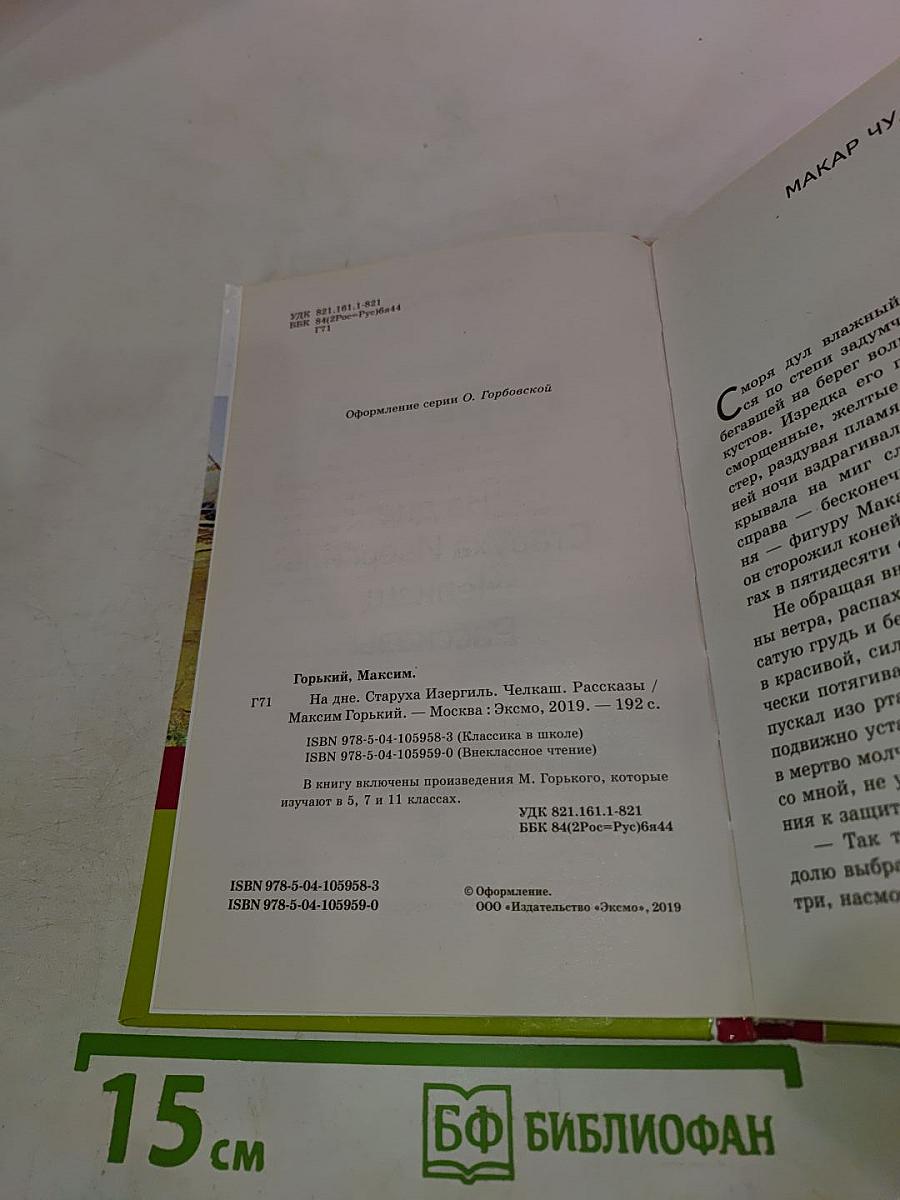 УДК 821.161.1-821
ББК 84(2Рос=Рус)6я44
Г71
Оформление серии О. Горбовской
Горький, Максим.
Г71 На дне. Старуха Изергиль. Челкаш. Рассказы /
Максим Горький. — Москва : Эксмо, 2019. — 192 с.
ISBN 978-5-04-105958-3 (Классика в школе)
ISBN 978-5-04-105959-0 (Внеклассное чтение)
В книгу включены произведения М. Горького, которые
изучают в 5, 7 и 11 классах.
УДК 821.161.1-821
ББК 84(2Рос=Рус)6я44
ISBN 978-5-04-105958-3
ISBN 978-5-04-105959-0
© Оформление.
ООО «Издательство «Эксмо», 2019
МАКАР
С моря дул влажный
ся по степи задумч
бегавшей на берег вол
кустов. Изредка его п
сморщенные, желтые
стер, раздувая пламя
ней ночи вздрагивал
крывала на миг сл
справа — бесконеч
ня — фигуру Мака
он сторожил коней
гах в пятидесяти
Не обращая вн
ны ветра, распах
сатую грудь и бе
в красивой, сил
чески потягива
пускал изо рта
подвижно уста
в мертво молч
со мной, не у
ния к защит
— Так т
долю выбра
три, насмо
15 см
БФ БИБЛИОФАН